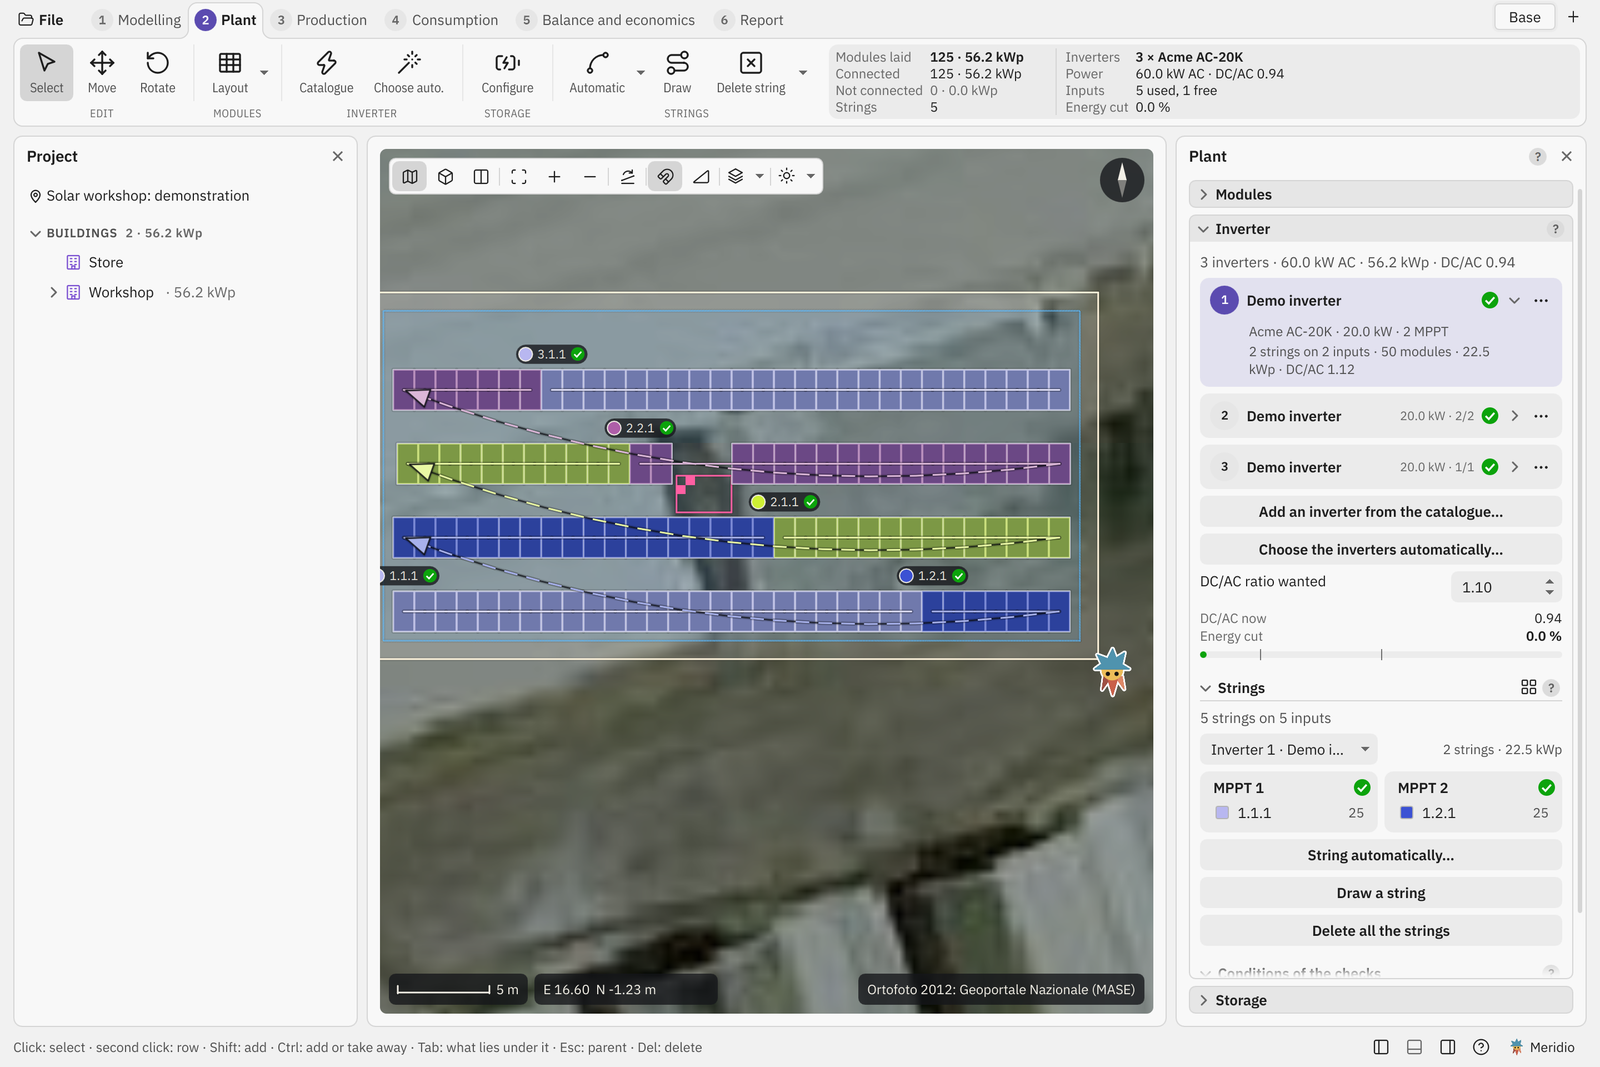 File
1 Modelling
2 Plant
3 Production
4 Consumption
5 Balance and economics
6 Report
Base
Select
Move
Rotate
Layout
Catalogue
Choose auto.
Configure
Automatic
Draw
Delete string
EDIT
MODULES
INVERTER
STORAGE
STRINGS
Modules laid 125 · 56.2 kWp
Connected 125 · 56.2 kWp
Not connected 0 · 0.0 kWp
Strings 5
Inverters 3 × Acme AC-20K
Power 60.0 kW AC · DC/AC 0.94
Inputs 5 used, 1 free
Energy cut 0.0 %
Project
Solar workshop: demonstration
BUILDINGS 2 · 56.2 kWp
Store
Workshop · 56.2 kWp
3.1.1
2.2.1
2.1.1
1.1.1
1.2.1
5 m
E 16.60 N -1.23 m
Ortofoto 2012: Geoportale Nazionale (MASE)
Plant
?
Modules
Inverter
?
3 inverters · 60.0 kW AC · 56.2 kWp · DC/AC 0.94
1 Demo inverter
Acme AC-20K · 20.0 kW · 2 MPPT
2 strings on 2 inputs · 50 modules · 22.5
kWp · DC/AC 1.12
2 Demo inverter 20.0 kW · 2/2
3 Demo inverter 20.0 kW · 1/1
Add an inverter from the catalogue...
Choose the inverters automatically...
DC/AC ratio wanted 1.10
DC/AC now 0.94
Energy cut 0.0 %
Strings
?
5 strings on 5 inputs
Inverter 1 · Demo i... 2 strings · 22.5 kWp
MPPT 1
1.1.1 25
MPPT 2
1.2.1 25
String automatically...
Draw a string
Delete all the strings
Conditions of the checks
?
Storage
Click: select · second click: row · Shift: add · Ctrl: add or take away · Tab: what lies under it · Esc: parent · Del: delete
Meridio